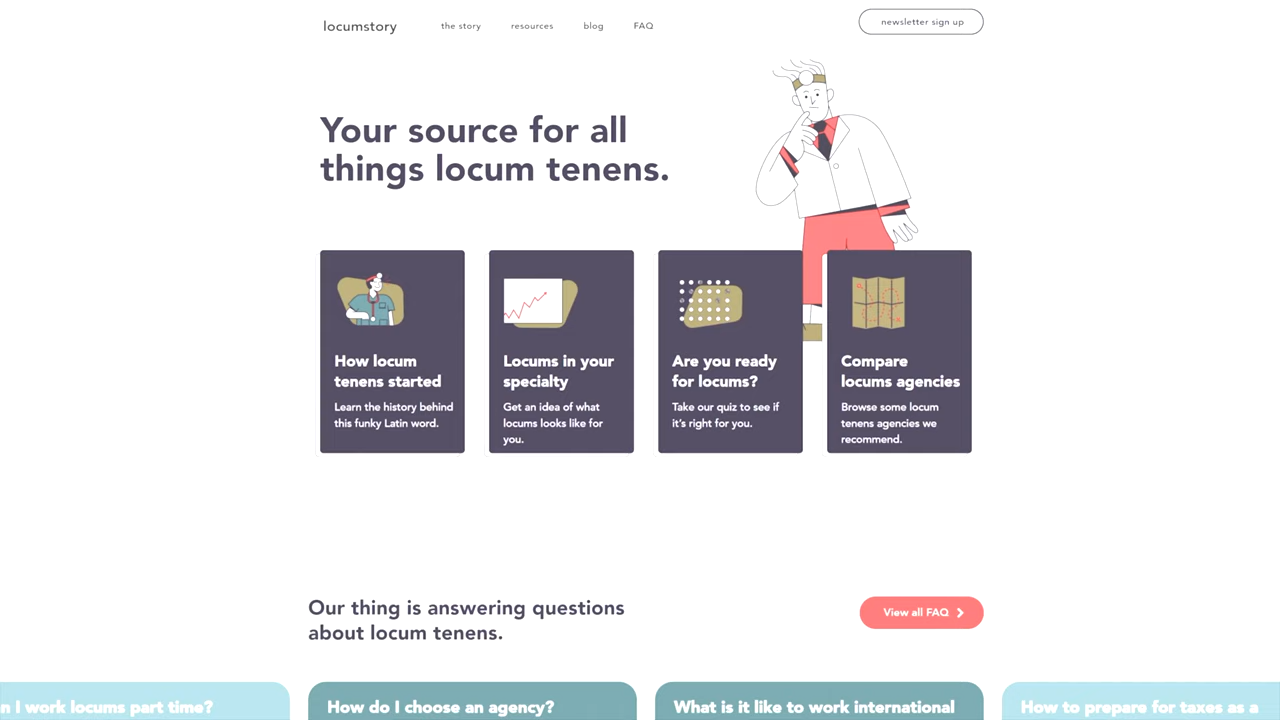 locumstory
the story
resources
blog
FAQ
newsletter sign up
Your source for all
things locum tenens.
How locum
tenens started
Learn the history behind
this funky Latin word.
Locums in your
specialty
Get an idea of what
locums looks like for
you.
Are you ready
for locums?
Take our quiz to see if
it's right for you.
Compare
locums agencies
Browse some locum
tenens agencies we
recommend.
Our thing is answering questions
about locum tenens.
View all FAQ
n I work locums part time?
How do I choose an agency?
What is it like to work international
How to prepare for taxes as a